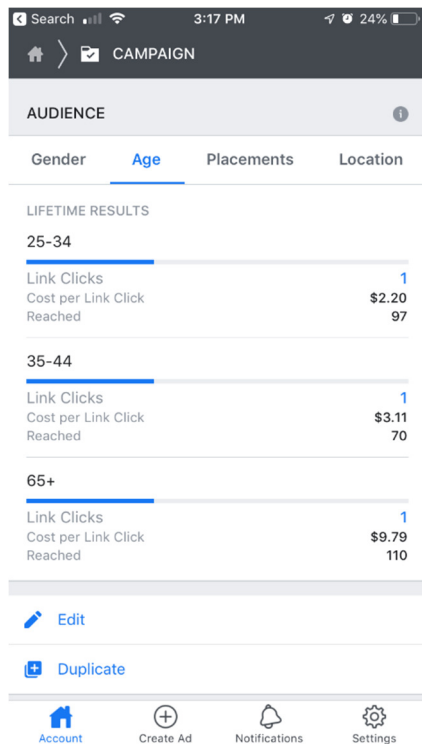 Search 3:17 PM 24%
CAMPAIGN
AUDIENCE
Gender Age Placements Location
LIFETIME RESULTS
25-34
Link Clicks 1
Cost per Link Click $2.20
Reached 97
35-44
Link Clicks 1
Cost per Link Click $3.11
Reached 70
65+
Link Clicks 1
Cost per Link Click $9.79
Reached 110
Edit
Duplicate
Account Create Ad Notifications Settings